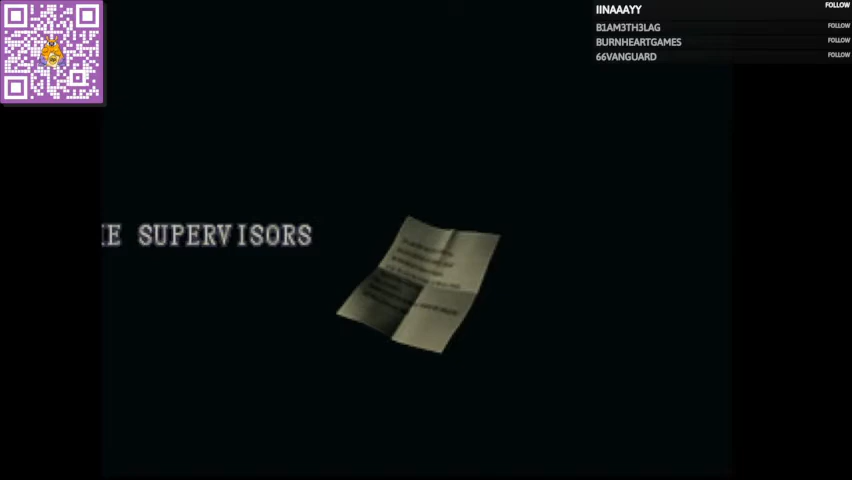 IINAAAYY FOLLOW
B1AM3TH3LAG FOLLOW
BURNHEARTGAMES FOLLOW
66VANGUARD FOLLOW
E SUPERVISORS